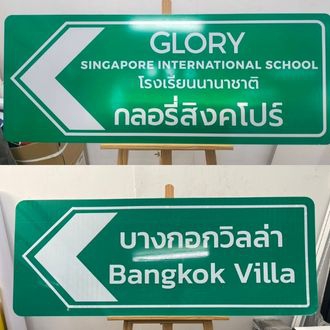 GLORY
SINGAPORE INTERNATIONAL SCHOOL
โรงเรียนนานาชาติ
กลอรี่สิงคโปร์
บางกอกวิลล่า
Bangkok Villa